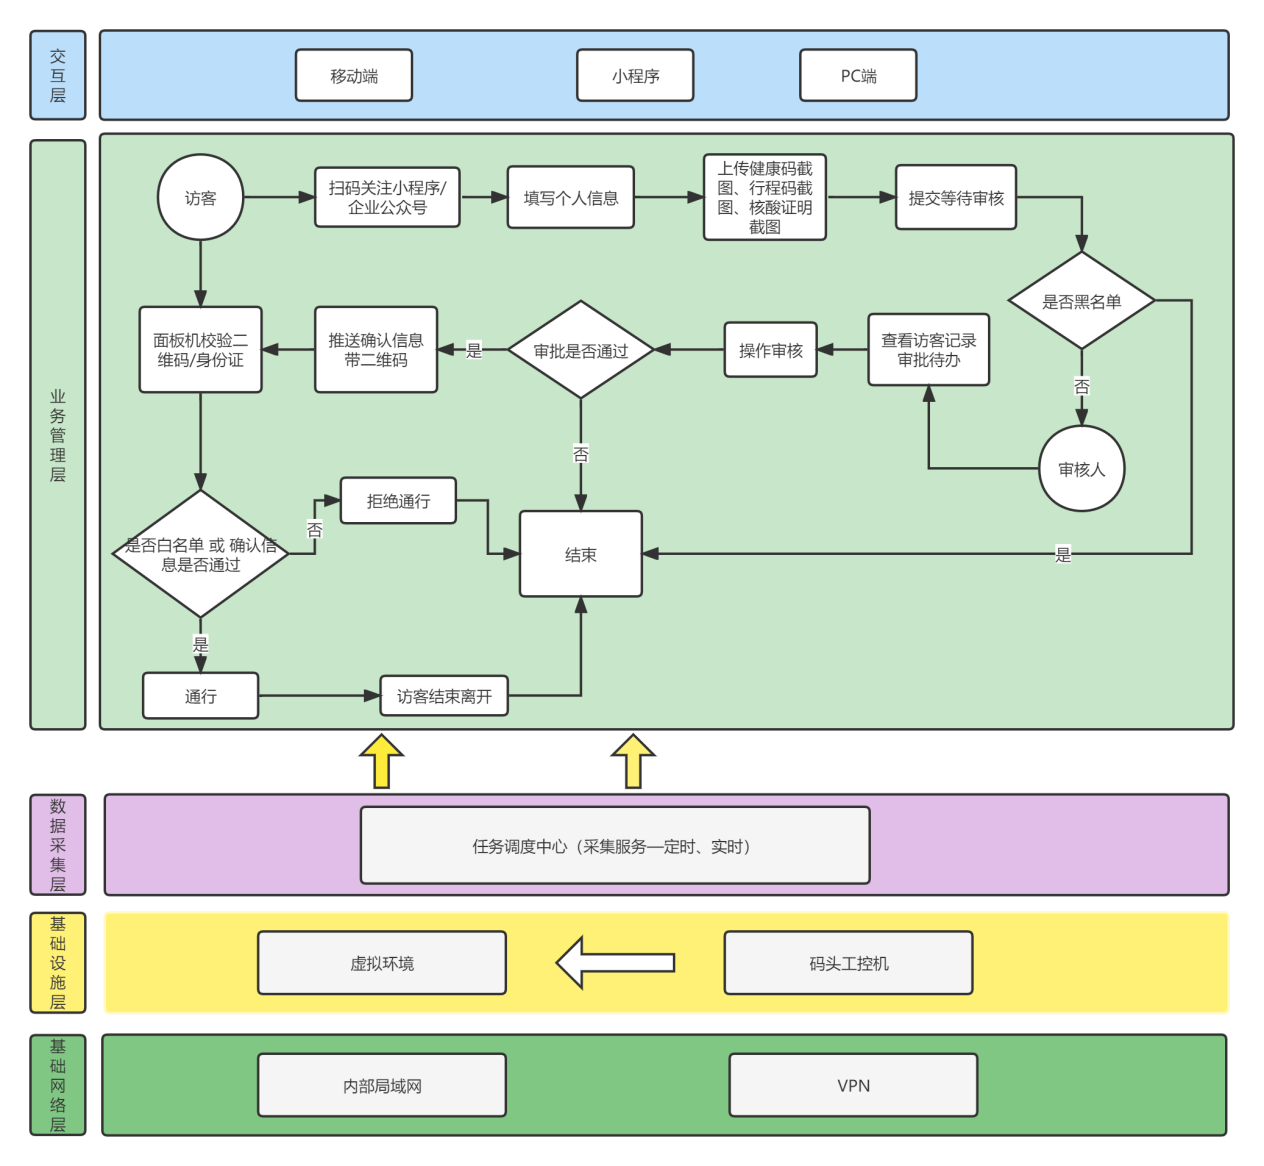 交
互
层
移动端
小程序
PC端
业
务
管
理
层
访客
扫码关注小程序/
企业公众号
填写个人信息
上传健康码截
图、行程码截
图、核酸证明
截图
提交等待审核
是否黑名单
否
审核人
查看访客记录
审批待办
操作审核
审批是否通过
是
推送确认信息
带二维码
面板机校验二
维码/身份证
否
是否白名单 或 确认信
息是否通过
否
拒绝通行
结束
是
是
通行
访客结束离开
数
据
采
集
层
任务调度中心（采集服务—定时、实时）
基
础
设
施
层
虚拟环境
码头工控机
基
础
网
络
层
内部局域网
VPN